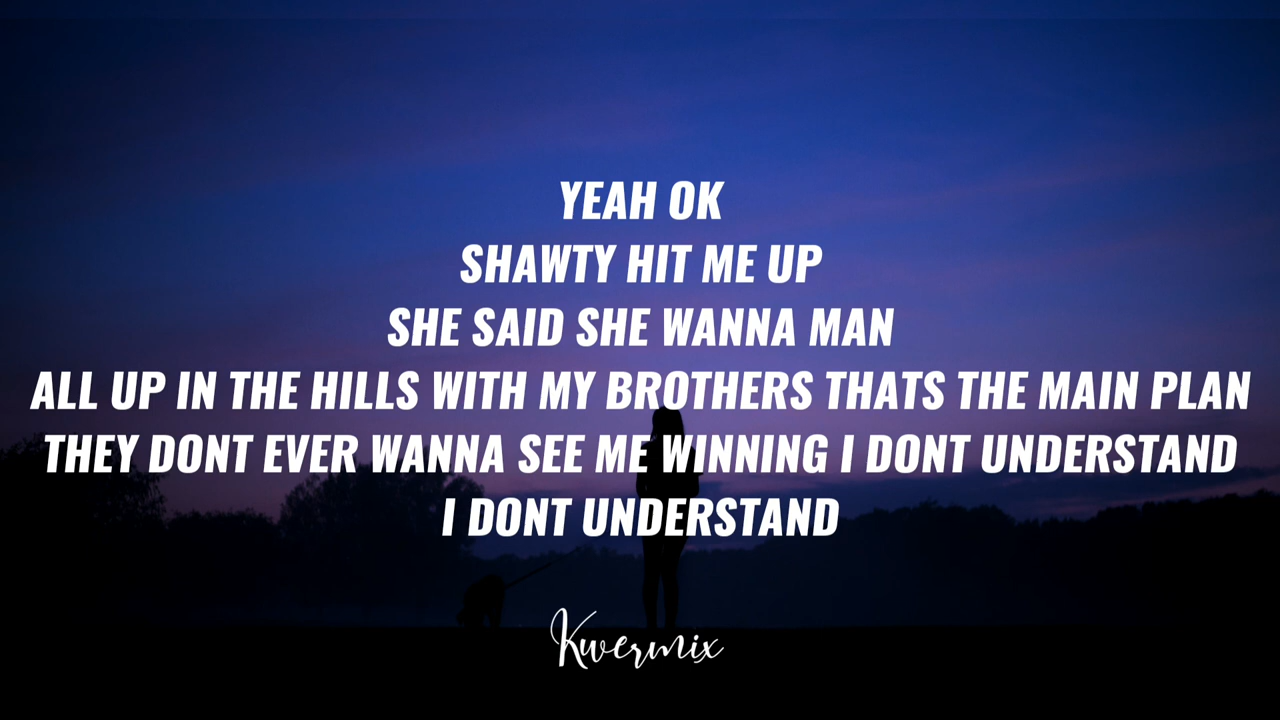 YEAH OK
SHAWTY HIT ME UP
SHE SAID SHE WANNA MAN
ALL UP IN THE HILLS WITH MY BROTHERS THATS THE MAIN PLAN
THEY DONT EVER WANNA SEE ME WINNING I DONT UNDERSTAND
I DONT UNDERSTAND
Kwermix